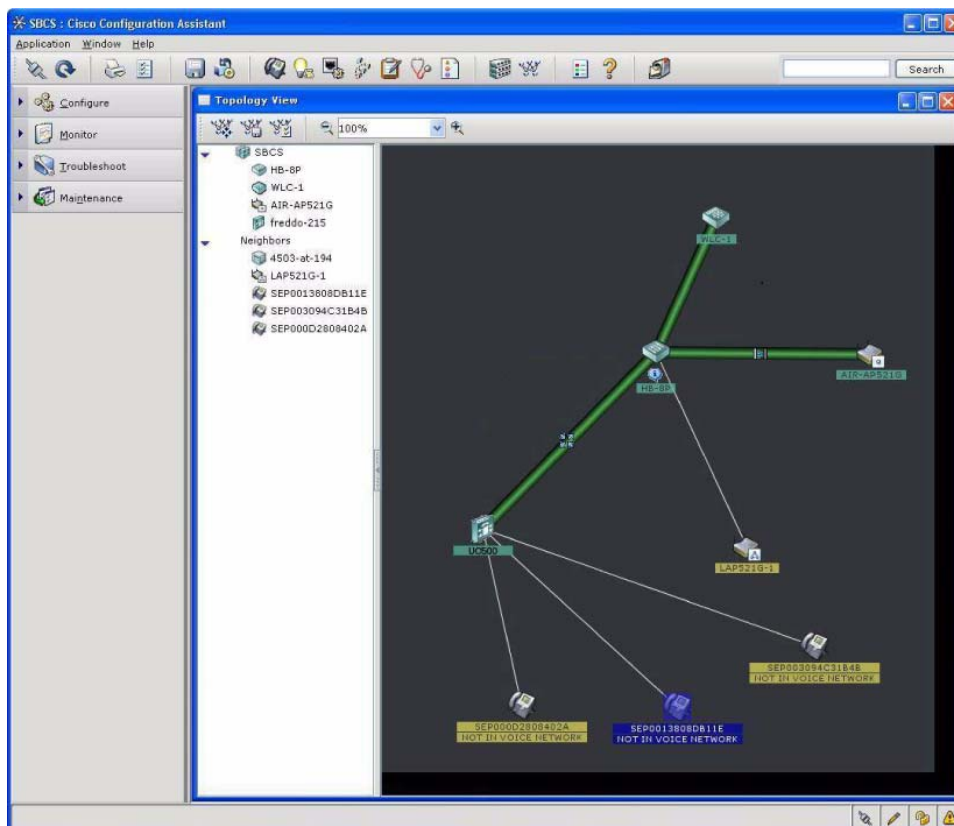 SBCS : Cisco Configuration Assistant
Application Window Help
Search
Configure
Monitor
Troubleshoot
Maintenance
Topology View
100%
SBCS
HB-8P
WLC-1
AIR-AP521G
freddo-215
Neighbors
4503-at-194
LAP521G-1
SEP0013808DB11E
SEP003094C31B4B
SEP000D2808402A
WLC-1
AIR-AP521G
HB-8P
UC500
LAP521G-1
SEP003094C31B4B
NOT IN VOICE NETWORK
SEP000D2808402A
NOT IN VOICE NETWORK
SEP0013808DB11E
NOT IN VOICE NETWORK